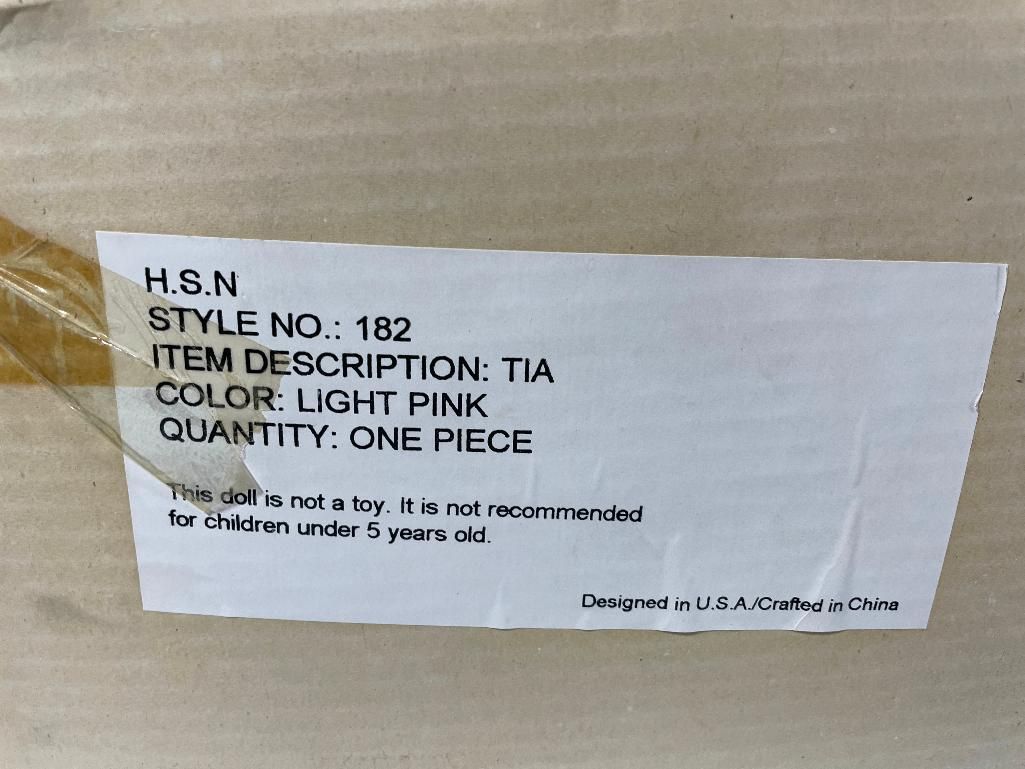 H.S.N
STYLE NO.: 182
ITEM DESCRIPTION: TIA
COLOR: LIGHT PINK
QUANTITY: ONE PIECE
This doll is not a toy. It is not recommended
for children under 5 years old.
Designed in U.S.A./Crafted in China